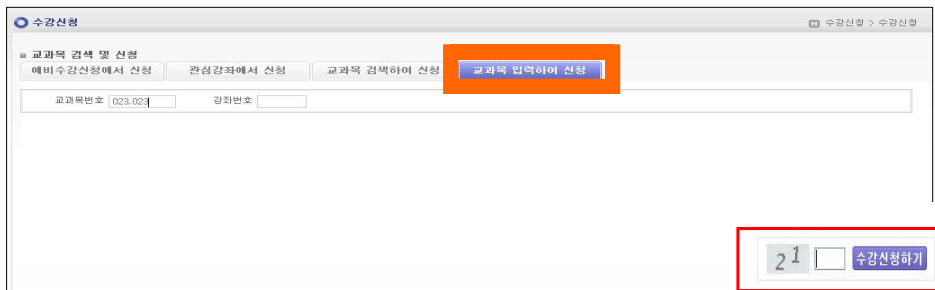 수강신청
수강신청 > 수강신청
교과목 검색 및 신청
예비수강신청에서 신청 관심강좌에서 신청 교과목 검색하여 신청 교과목 입력하여 신청
교과목번호 023.023 강좌번호
21 수강신청하기